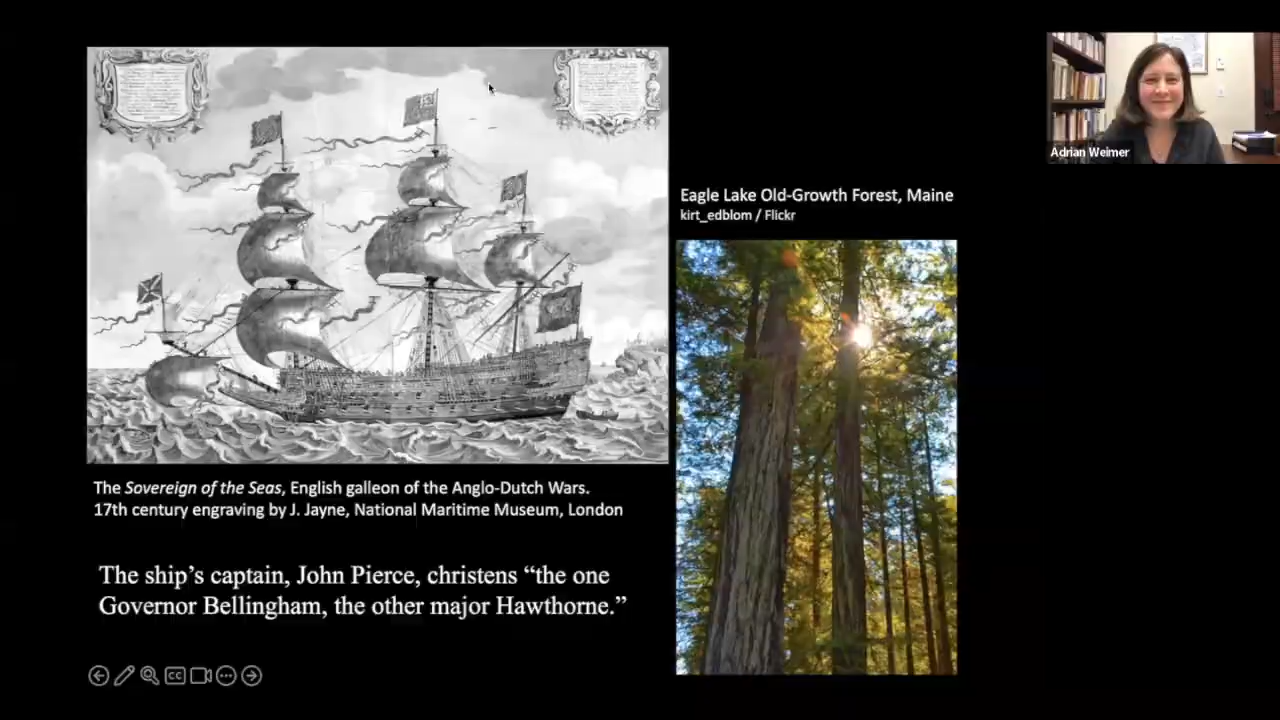 Adrian Weimer
Eagle Lake Old-Growth Forest, Maine
kirt_edblom / Flickr
The Sovereign of the Seas, English galleon of the Anglo-Dutch Wars.
17th century engraving by J. Jayne, National Maritime Museum, London
The ship’s captain, John Pierce, christens “the one
Governor Bellingham, the other major Hawthorne.”
CC